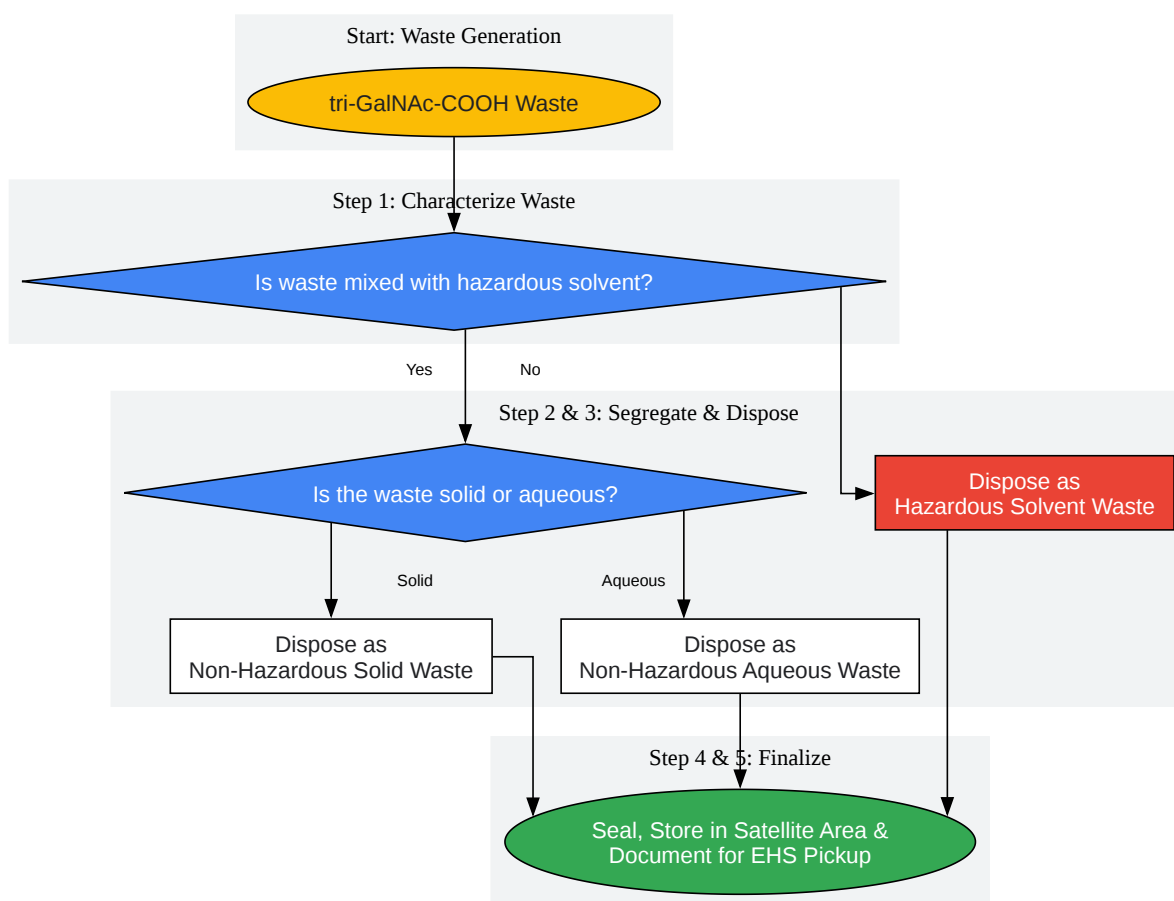 Start: Waste Generation
tri-GalNAc-COOH Waste
Step 1: Characterize Waste
Is waste mixed with hazardous solvent?
Yes
No
Step 2 & 3: Segregate & Dispose
Is the waste solid or aqueous?
Dispose as
Hazardous Solvent Waste
Solid
Aqueous
Dispose as
Non-Hazardous Solid Waste
Dispose as
Non-Hazardous Aqueous Waste
Step 4 & 5: Finalize
Seal, Store in Satellite Area &
Document for EHS Pickup